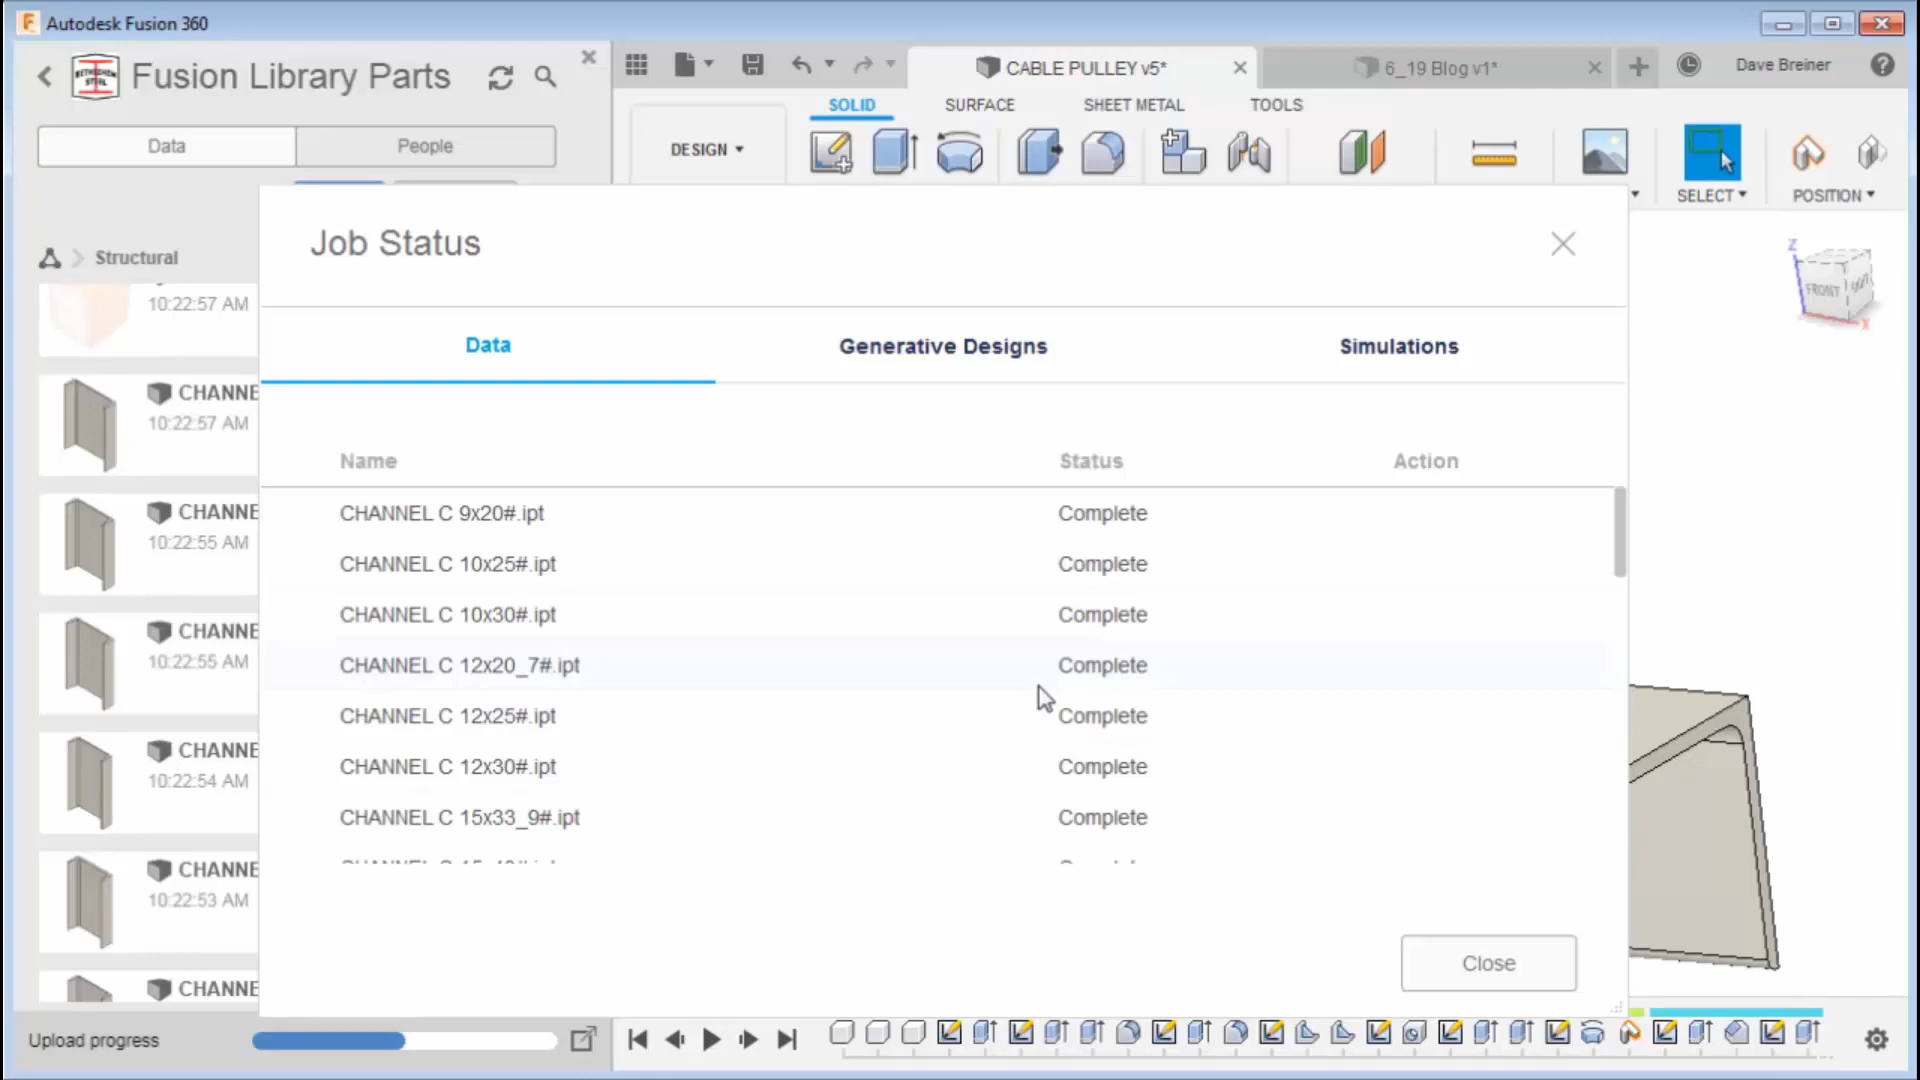 Autodesk Fusion 360
BETHLEHEM
STEEL
Fusion Library Parts
Data
People
Structural
10:22:57 AM
CHANNE
10:22:57 AM
CHANNE
10:22:55 AM
CHANNE
10:22:55 AM
CHANNE
10:22:54 AM
CHANNE
10:22:53 AM
CHANNE
Upload progress
CABLE PULLEY v5*
6_19 Blog v1*
Dave Breiner
SOLID
SURFACE
SHEET METAL
TOOLS
DESIGN
SELECT
POSITION
Z
FRONT
X
Job Status
Data
Generative Designs
Simulations
Name Status Action
CHANNEL C 9x20#.ipt Complete
CHANNEL C 10x25#.ipt Complete
CHANNEL C 10x30#.ipt Complete
CHANNEL C 12x20_7#.ipt Complete
CHANNEL C 12x25#.ipt Complete
CHANNEL C 12x30#.ipt Complete
CHANNEL C 15x33_9#.ipt Complete
Close